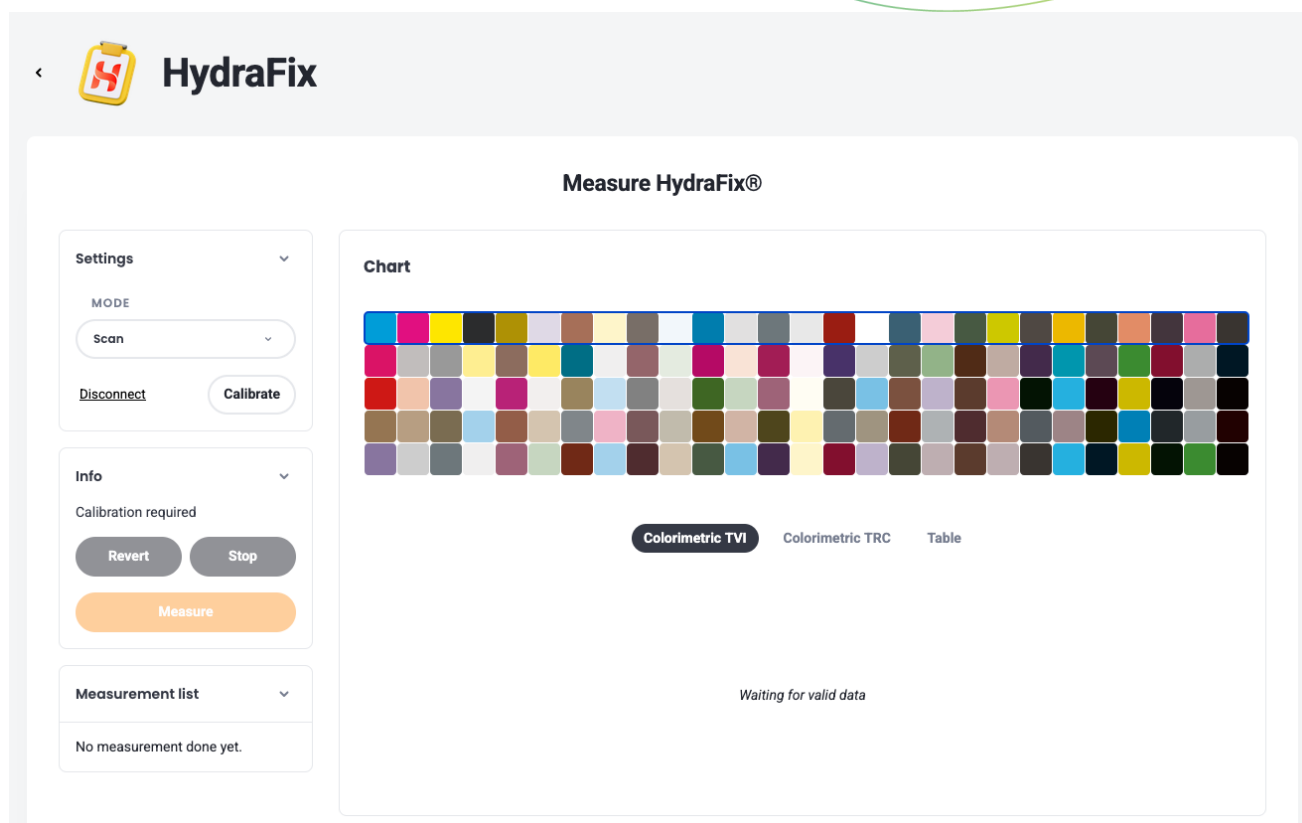 HydraFix
Measure HydraFix®
Settings
MODE
Scan
Disconnect
Calibrate
Info
Calibration required
Revert
Stop
Measure
Measurement list
No measurement done yet.
Chart
Colorimetric TVI
Colorimetric TRC
Table
Waiting for valid data